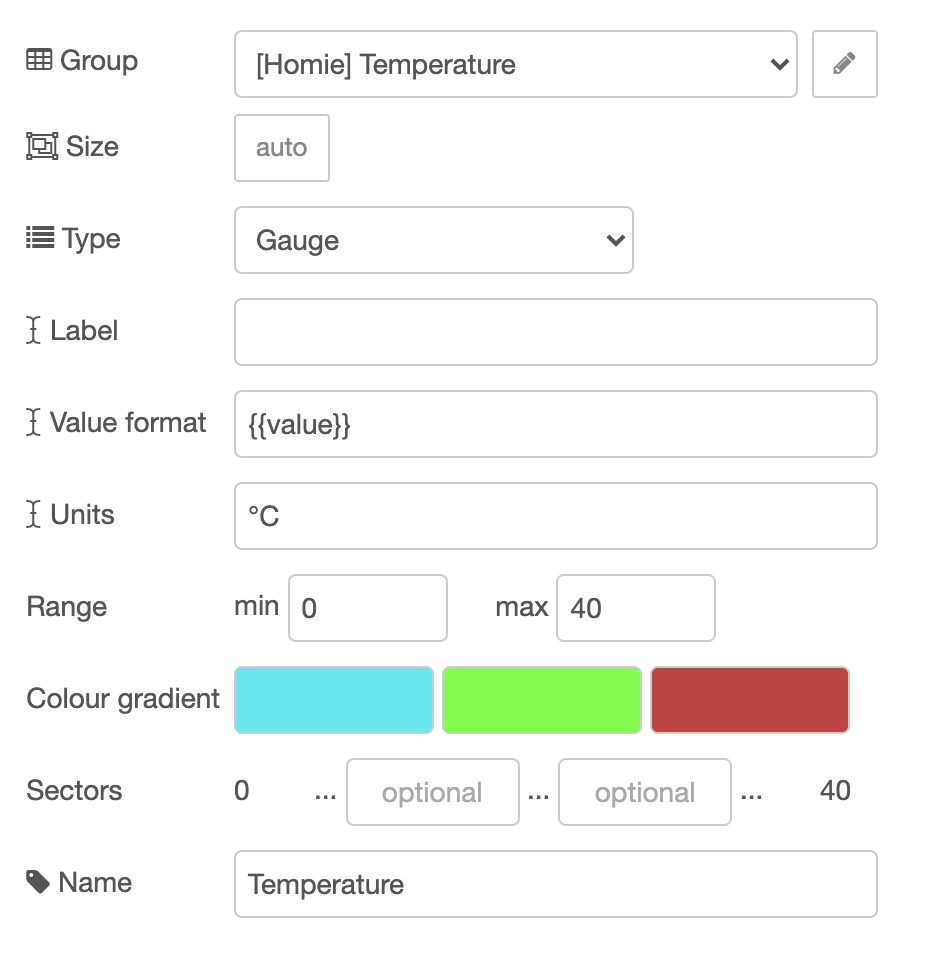 Group [Homie] Temperature
Size auto
Type Gauge
Label
Value format {{value}}
Units °C
Range min 0 max 40
Colour gradient
Sectors 0 ... optional ... optional ... 40
Name Temperature